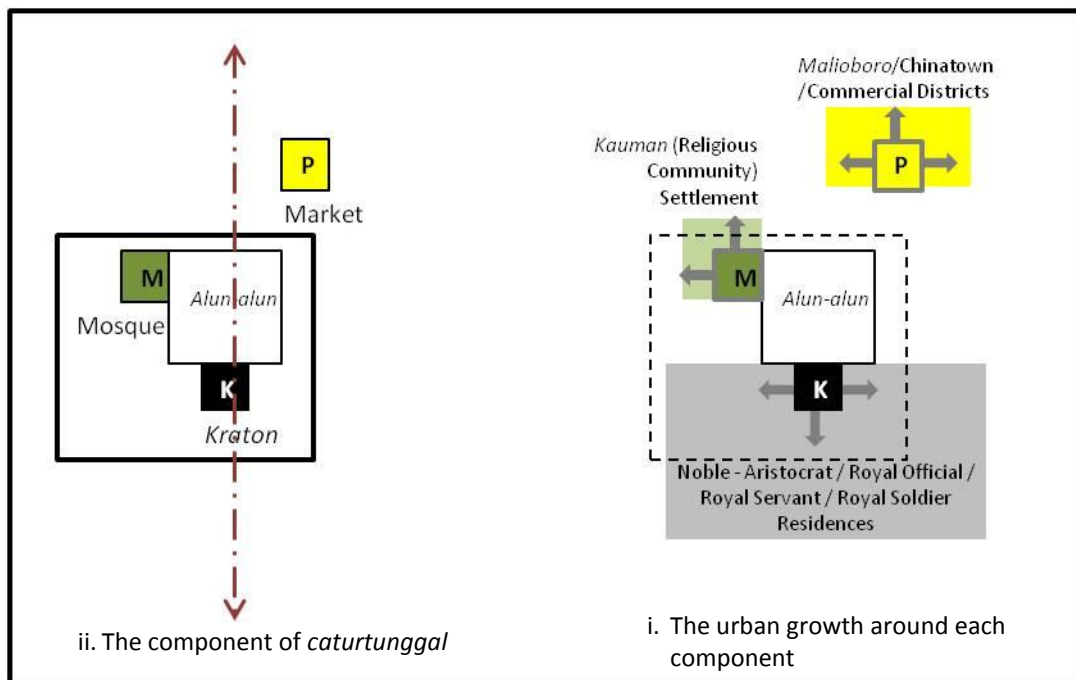 P
Market
M
Alun-alun
Mosque
K
Kraton
ii. The component of caturtunggal
Malioboro/Chinatown
/Commercial Districts
P
Kauman (Religious
Community)
Settlement
M
Alun-alun
K
Noble - Aristocrat / Royal Official /
Royal Servant / Royal Soldier
Residences
i. The urban growth around each
component